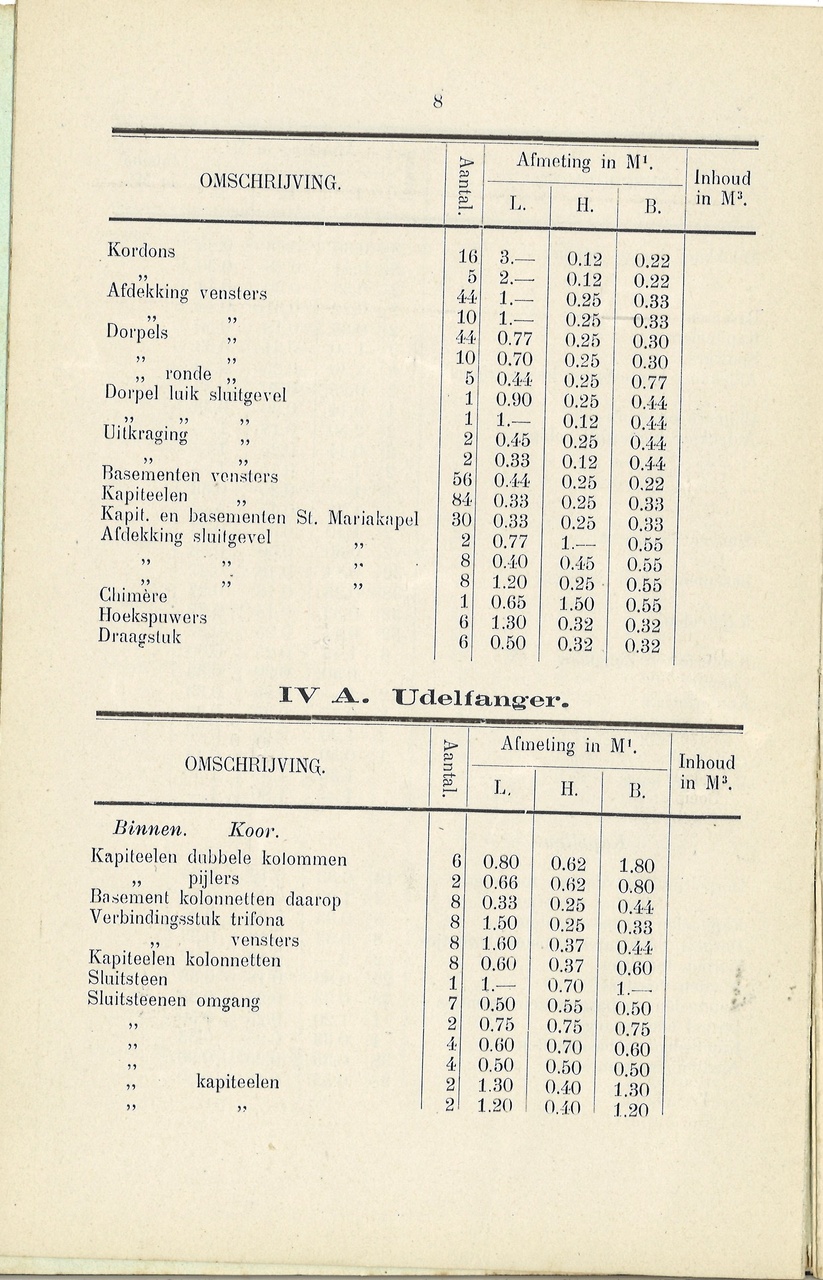 8
OMSCHRIJVING. Aantal. Afmeting in M¹. Inhoud in M³.
L. H. B.
Kordons 16 3.— 0.12 0.22
„ 5 2.— 0.12 0.22
Afdekking vensters 44 1.— 0.25 0.33
„ „ 10 1.— 0.25 0.33
Dorpels „ 44 0.77 0.25 0.30
„ „ 10 0.70 0.25 0.30
„ ronde „ 5 0.44 0.25 0.77
Dorpel luik sluitgevel 1 0.90 0.25 0.44
„ „ „ 1 1.— 0.12 0.44
Uitkraging „ 2 0.45 0.25 0.44
„ „ 2 0.33 0.12 0.44
Basementen vensters 56 0.44 0.25 0.22
Kapiteelen „ 84 0.33 0.25 0.33
Kapit. en basementen St. Mariakapel 30 0.33 0.25 0.33
Afdekking sluitgevel „ 2 0.77 1.— 0.55
„ „ „ 8 0.40 0.45 0.55
„ „ „ 8 1.20 0.25 0.55
Chimère 1 0.65 1.50 0.55
Hoekspuwers 6 1.30 0.32 0.32
Draagstuk 6 0.50 0.32 0.32
IV A. Udelfanger.
OMSCHRIJVING. Aantal. Afmeting in M¹. Inhoud in M³.
L. H. B.
Binnen. Koor.
Kapiteelen dubbele kolommen 6 0.80 0.62 1.80
„ pijlers 2 0.66 0.62 0.80
Basement kolonnetten daarop 8 0.33 0.25 0.44
Verbindingsstuk trifona 8 1.50 0.25 0.33
„ vensters 8 1.60 0.37 0.44
Kapiteelen kolonnetten 8 0.60 0.37 0.60
Sluitsteen 1 1.— 0.70 1.—
Sluitsteenen omgang 7 0.50 0.55 0.50
„ 2 0.75 0.75 0.75
„ 4 0.60 0.70 0.60
„ 4 0.50 0.50 0.50
„ kapiteelen 2 1.30 0.40 1.30
„ „ 2 1.20 0.40 1.20